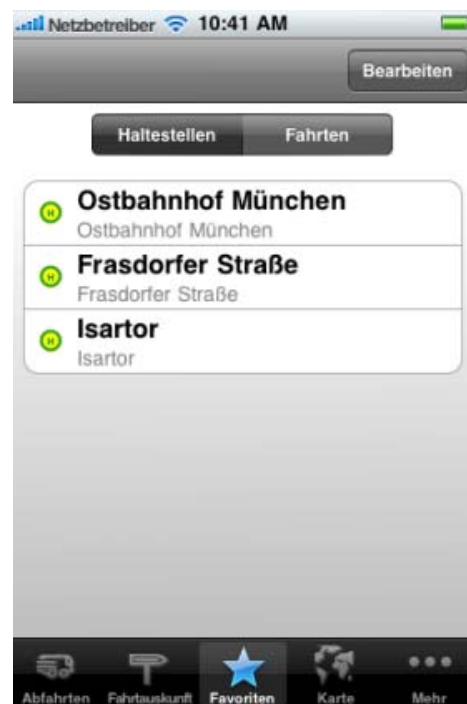 Netzbetreiber 10:41 AM
Bearbeiten
Haltestellen Fahrten
H Ostbahnhof München
Ostbahnhof München
H Frasdorfer Straße
Frasdorfer Straße
H Isartor
Isartor
Abfahrten Fahrtauskunft Favoriten Karte Mehr